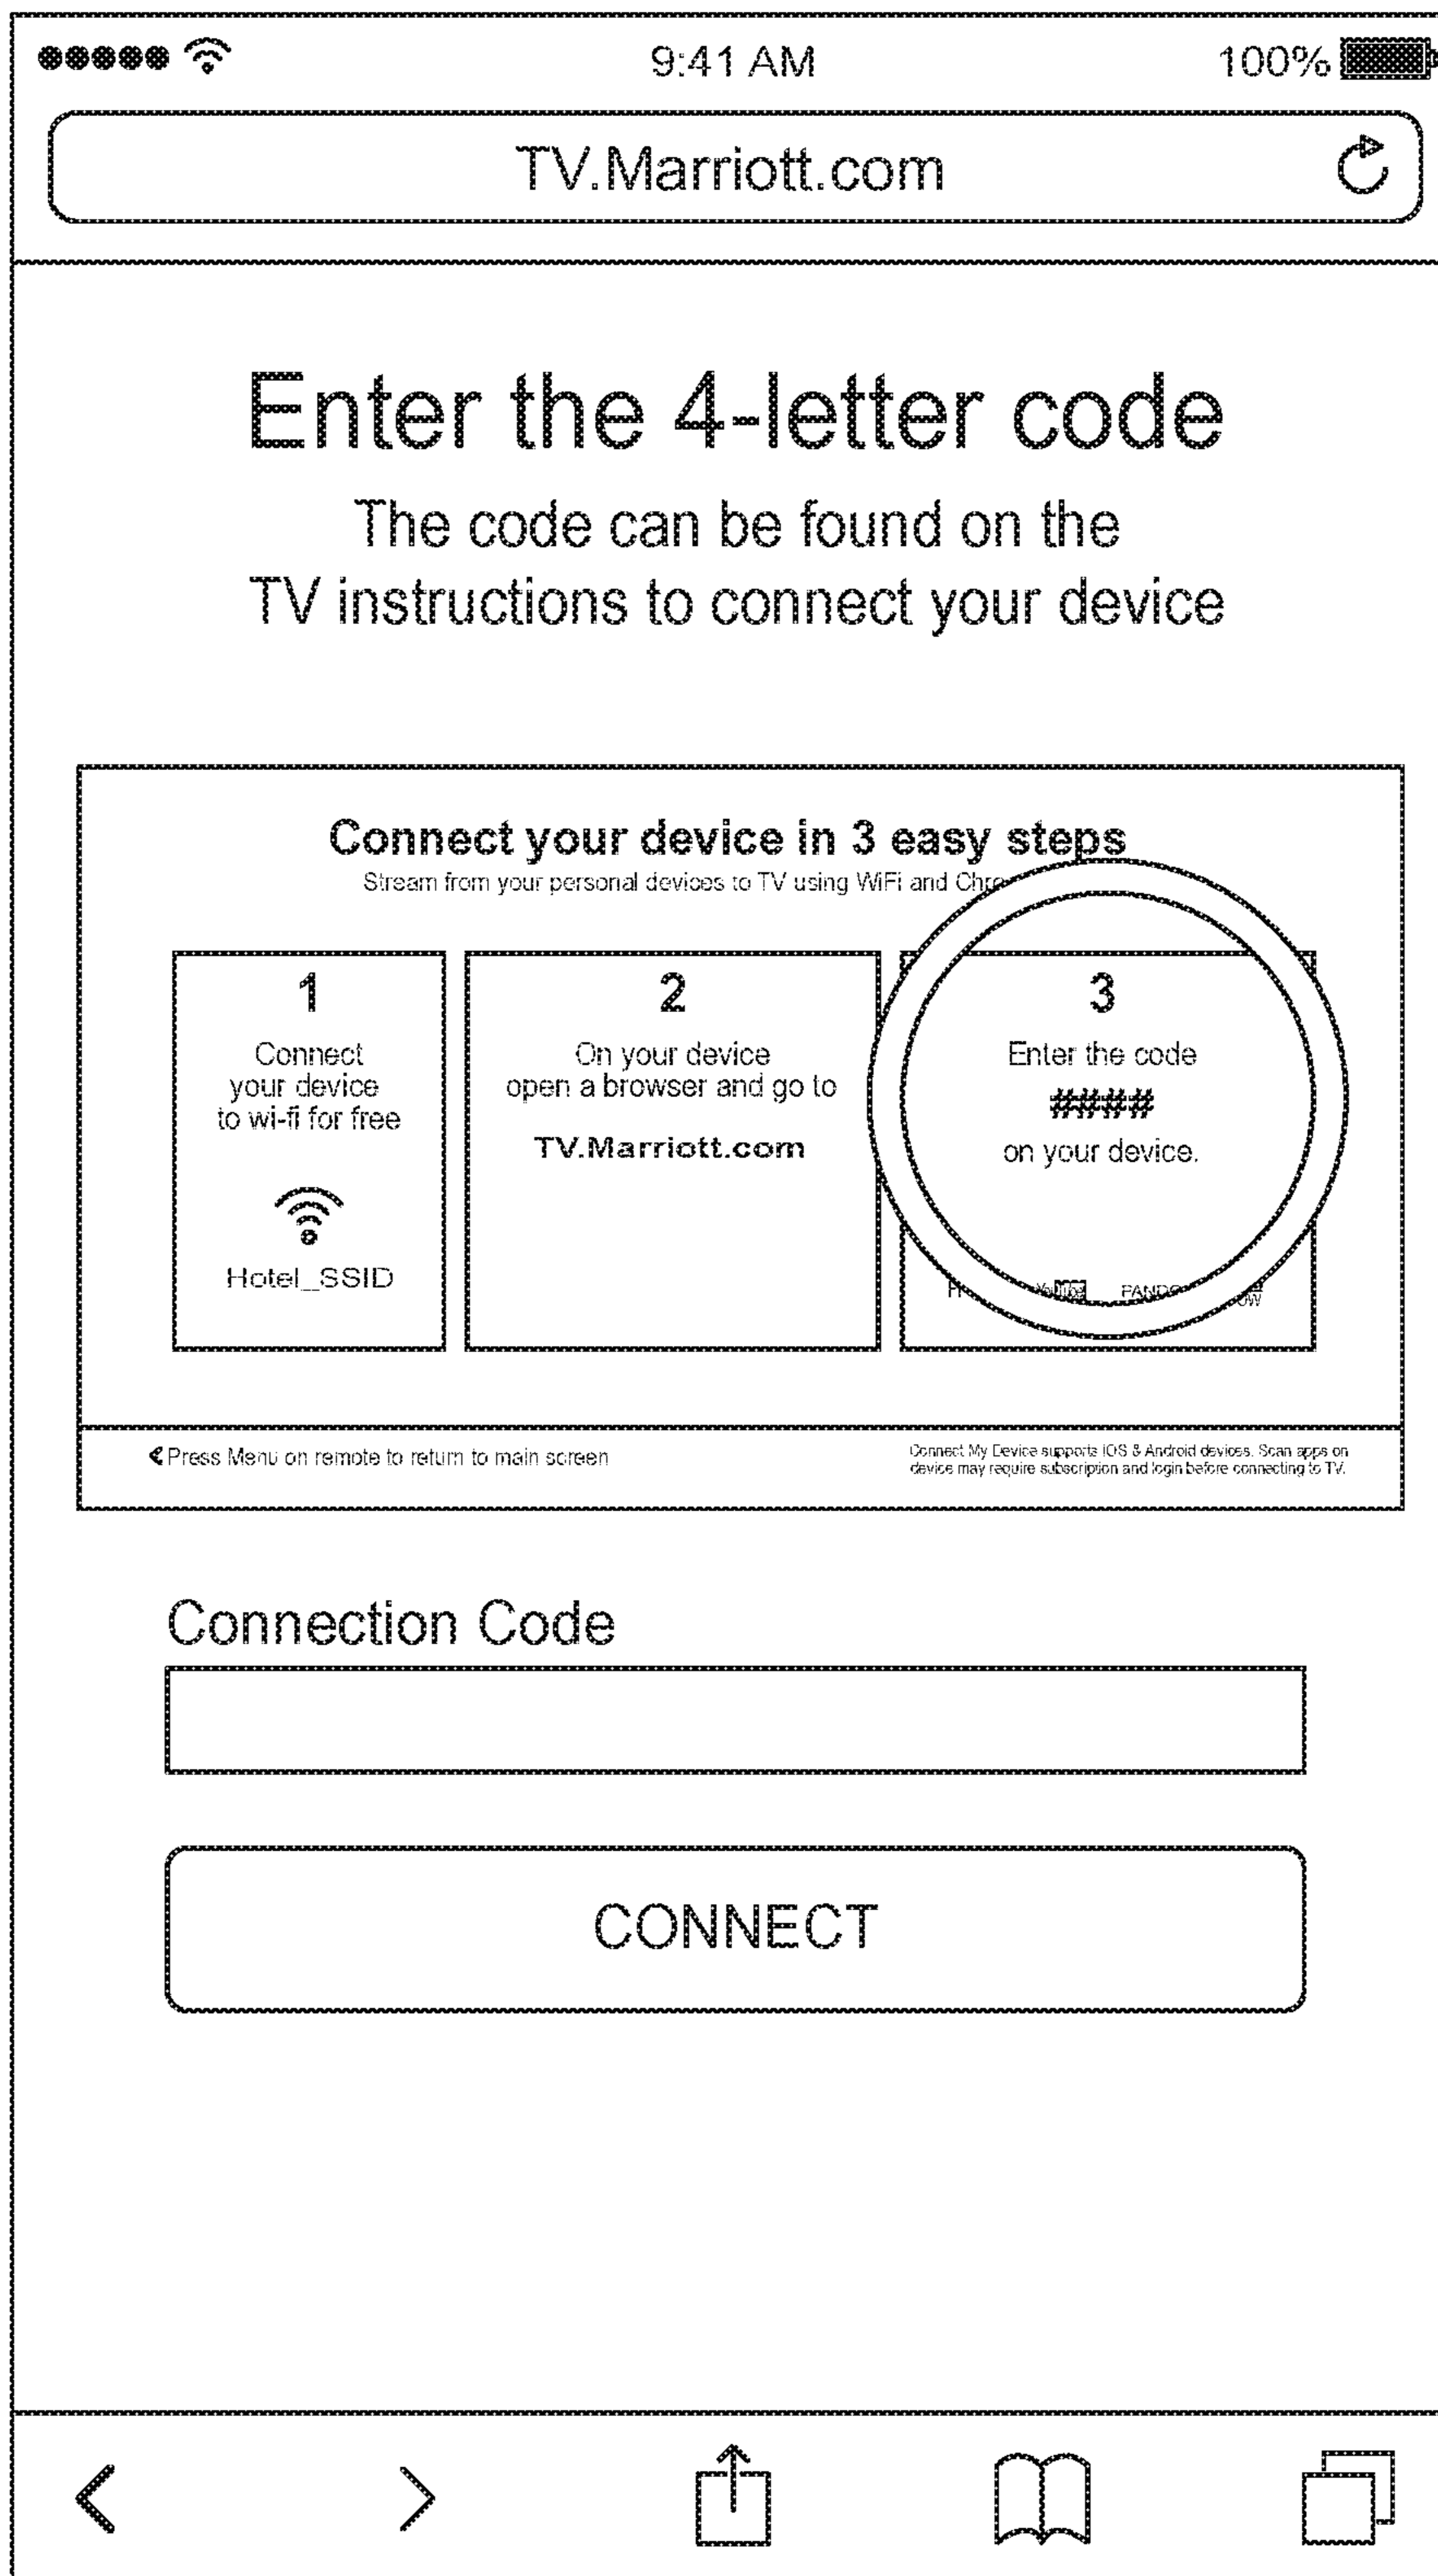 9:41 AM
100%
TV.Marriott.com
Enter the 4-letter code
The code can be found on the
TV instructions to connect your device
Connect your device in 3 easy steps
Stream from your personal devices to TV using WiFi and
1
Connect
your device
to wi-fi for free
Hotel_SSID
2
On your device
open a browser and go to
TV.Marriott.com
3
Enter the code
####
on your device.
YouTube
Press Menu on remote to return to main screen
Connect My Device supports iOS & Android devices. Scan apps on
device may require subscription and login before connecting to TV.
Connection Code
CONNECT